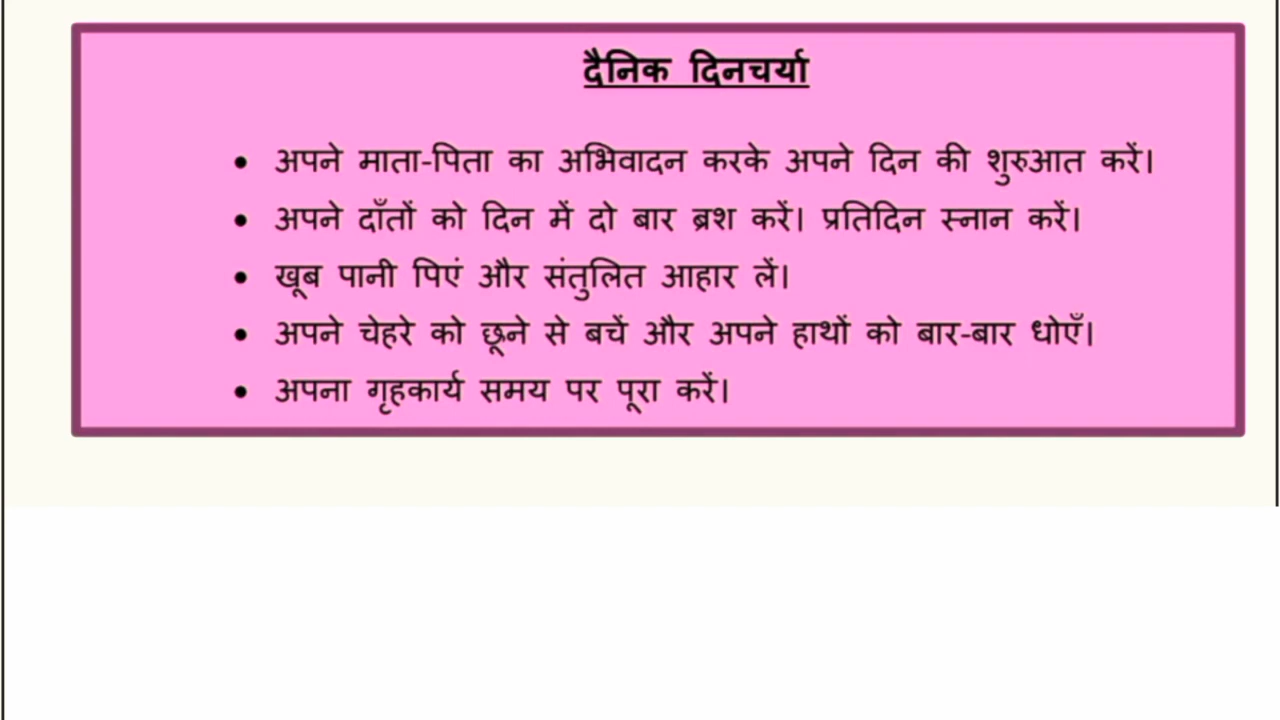 दैनिक दिनचर्या
• अपने माता-पिता का अभिवादन करके अपने दिन की शुरुआत करें।
• अपने दाँतों को दिन में दो बार ब्रश करें। प्रतिदिन स्नान करें।
• खूब पानी पिएं और संतुलित आहार लें।
• अपने चेहरे को छूने से बचें और अपने हाथों को बार-बार धोएँ।
• अपना गृहकार्य समय पर पूरा करें।